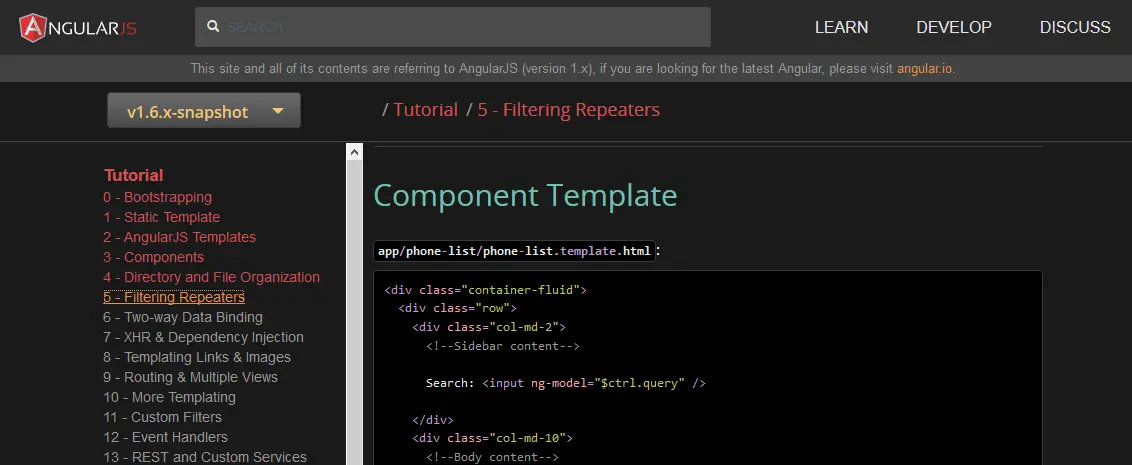 ANGULARJS
SEARCH
LEARN DEVELOP DISCUSS
This site and all of its contents are referring to AngularJS (version 1.x), if you are looking for the latest Angular, please visit angular.io.
v1.6.x-snapshot
/ Tutorial / 5 - Filtering Repeaters
Tutorial
0 - Bootstrapping
1 - Static Template
2 - AngularJS Templates
3 - Components
4 - Directory and File Organization
5 - Filtering Repeaters
6 - Two-way Data Binding
7 - XHR & Dependency Injection
8 - Templating Links & Images
9 - Routing & Multiple Views
10 - More Templating
11 - Custom Filters
12 - Event Handlers
13 - REST and Custom Services
Component Template
app/phone-list/phone-list.template.html:
<div class="container-fluid">
<div class="row">
<div class="col-md-2">
<!--Sidebar content-->
Search: <input ng-model="$ctrl.query" />
</div>
<div class="col-md-10">
<!--Body content-->